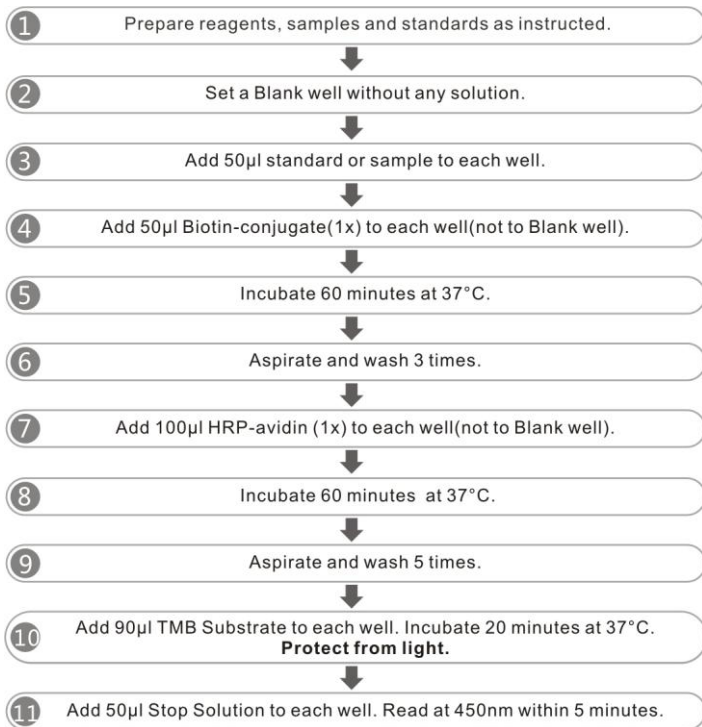 1 Prepare reagents, samples and standards as instructed.
2 Set a Blank well without any solution.
3 Add 50μl standard or sample to each well.
4 Add 50μl Biotin-conjugate(1x) to each well(not to Blank well).
5 Incubate 60 minutes at 37°C.
6 Aspirate and wash 3 times.
7 Add 100μl HRP-avidin (1x) to each well(not to Blank well).
8 Incubate 60 minutes at 37°C.
9 Aspirate and wash 5 times.
10 Add 90μl TMB Substrate to each well. Incubate 20 minutes at 37°C.
Protect from light.
11 Add 50μl Stop Solution to each well. Read at 450nm within 5 minutes.